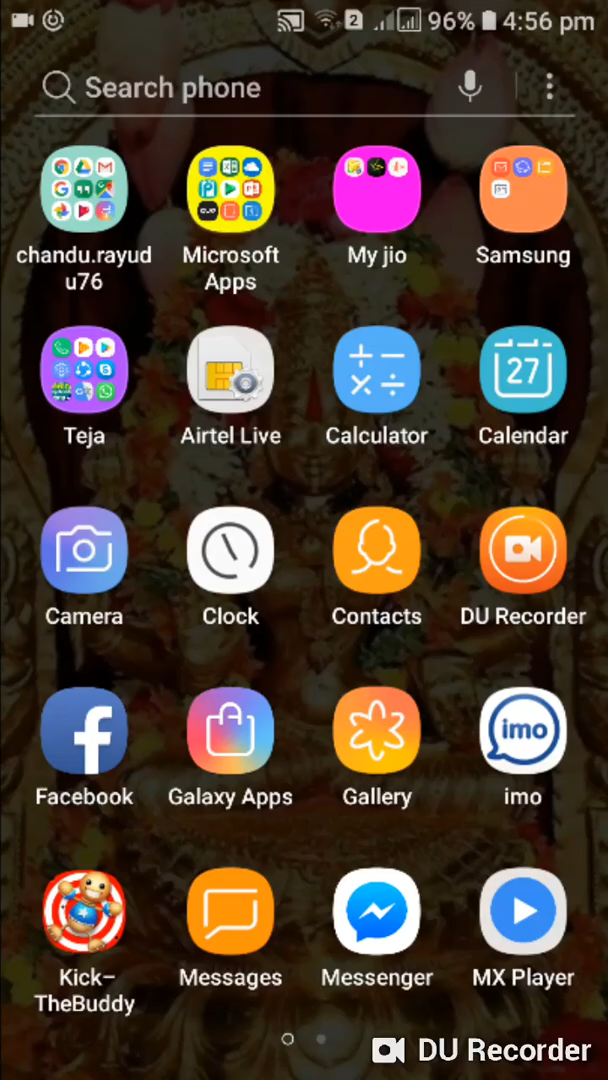 2 96% 4:56 pm
Search phone
chandu.rayud
u76
Microsoft
Apps
My jio
Samsung
Teja
Airtel Live
Calculator
27
Calendar
Camera
Clock
Contacts
DU Recorder
Facebook
Galaxy Apps
Gallery
imo
imo
Kick–
TheBuddy
Messages
Messenger
MX Player
DU Recorder